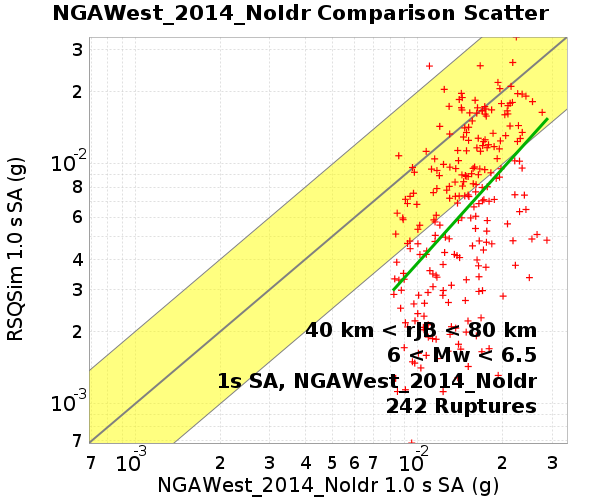 NGAWest_2014_NoIdr Comparison Scatter
RSQSim 1.0 s SA (g)
3
2
10-2
8
6
4
3
2
10-3
7
40 km < rJB < 80 km
6 < Mw < 6.5
1s SA, NGAWest_2014_NoIdr
242 Ruptures
7 10-3 2 3 4 5 6 7 10-2 2 3
NGAWest_2014_NoIdr 1.0 s SA (g)